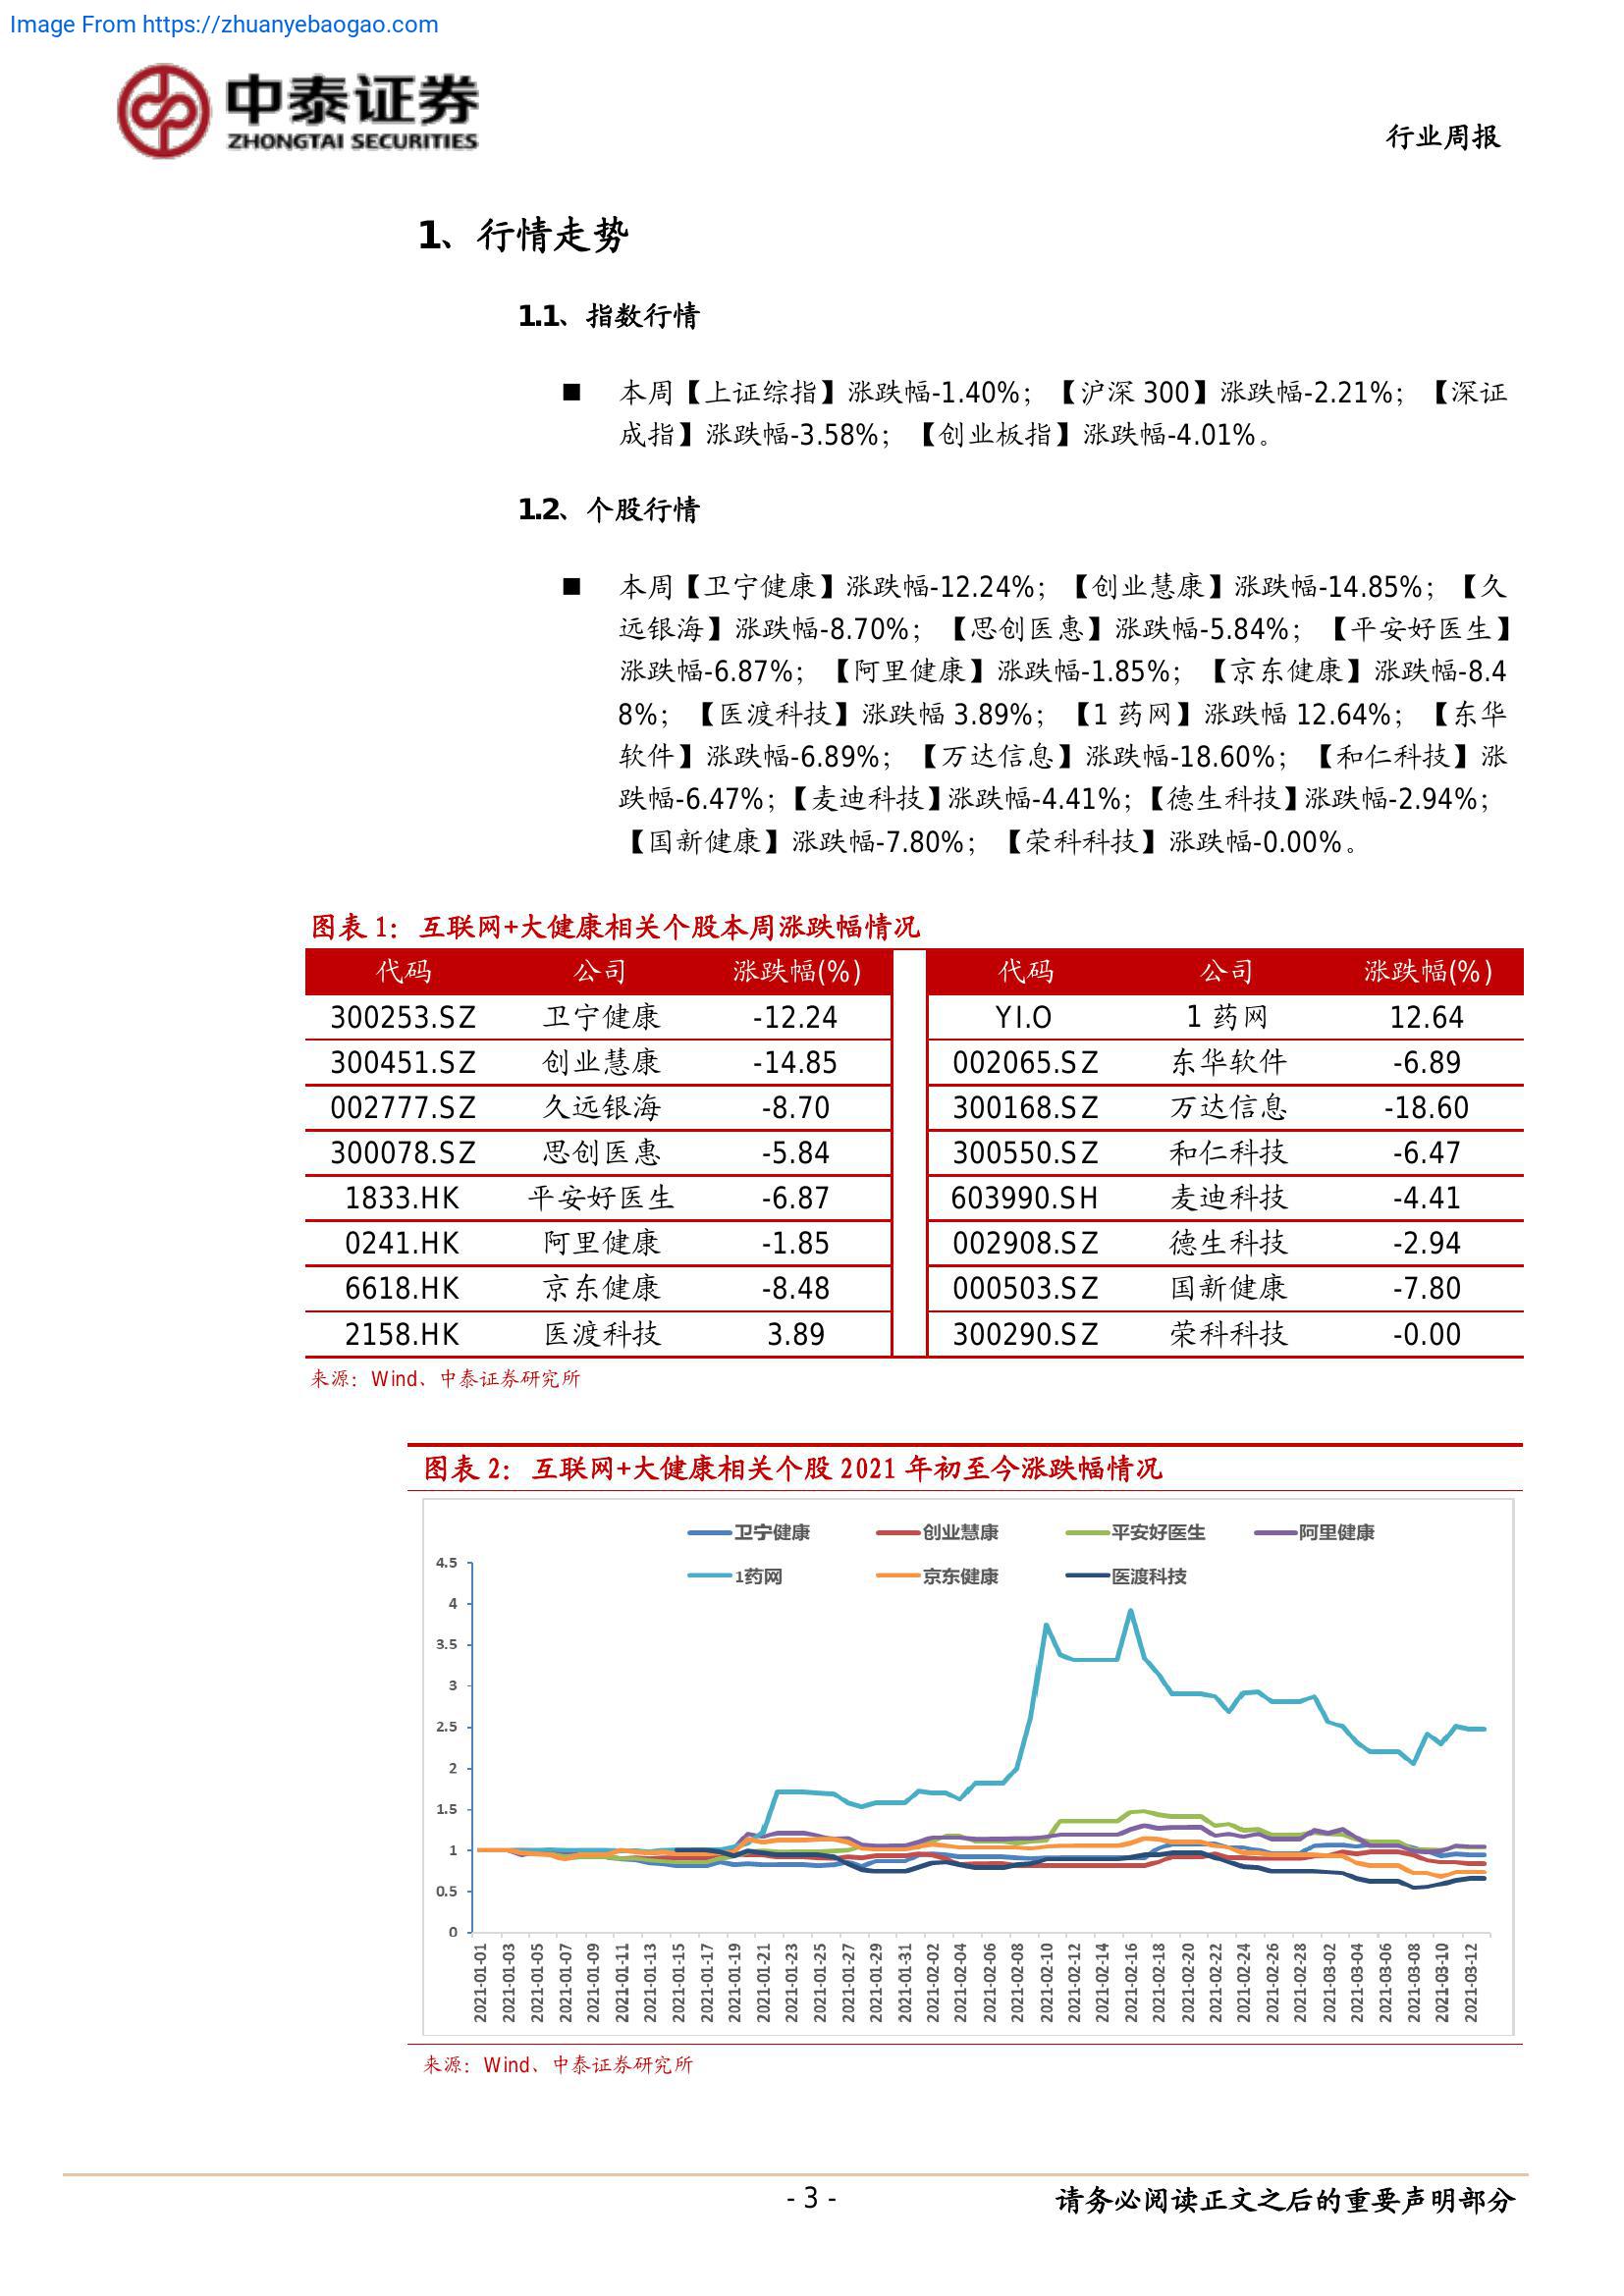 Image From https://zhuanyebaogao.com
中泰证券
ZHONGTAI SECURITIES
行业周报
1、行情走势
1.1、指数行情
■ 本周【上证综指】涨跌幅-1.40%；【沪深 300】涨跌幅-2.21%；【深证
成指】涨跌幅-3.58%；【创业板指】涨跌幅-4.01%。
1.2、个股行情
■ 本周【卫宁健康】涨跌幅-12.24%；【创业慧康】涨跌幅-14.85%；【久
远银海】涨跌幅-8.70%；【思创医惠】涨跌幅-5.84%；【平安好医生】
涨跌幅-6.87%；【阿里健康】涨跌幅-1.85%；【京东健康】涨跌幅-8.4
8%；【医渡科技】涨跌幅 3.89%；【1 药网】涨跌幅 12.64%；【东华
软件】涨跌幅-6.89%；【万达信息】涨跌幅-18.60%；【和仁科技】涨
跌幅-6.47%；【麦迪科技】涨跌幅-4.41%；【德生科技】涨跌幅-2.94%；
【国新健康】涨跌幅-7.80%；【荣科科技】涨跌幅-0.00%。
图表 1：互联网+大健康相关个股本周涨跌幅情况
代码 公司 涨跌幅(%) 代码 公司 涨跌幅(%)
300253.SZ 卫宁健康 -12.24 YI.O 1 药网 12.64
300451.SZ 创业慧康 -14.85 002065.SZ 东华软件 -6.89
002777.SZ 久远银海 -8.70 300168.SZ 万达信息 -18.60
300078.SZ 思创医惠 -5.84 300550.SZ 和仁科技 -6.47
1833.HK 平安好医生 -6.87 603990.SH 麦迪科技 -4.41
0241.HK 阿里健康 -1.85 002908.SZ 德生科技 -2.94
6618.HK 京东健康 -8.48 000503.SZ 国新健康 -7.80
2158.HK 医渡科技 3.89 300290.SZ 荣科科技 -0.00
来源：Wind、中泰证券研究所
图表 2：互联网+大健康相关个股 2021 年初至今涨跌幅情况
卫宁健康 创业慧康 平安好医生 阿里健康
1药网 京东健康 医渡科技
4.5
4
3.5
3
2.5
2
1.5
1
0.5
0
2021-01-01
2021-01-03
2021-01-05
2021-01-07
2021-01-09
2021-01-11
2021-01-13
2021-01-15
2021-01-17
2021-01-19
2021-01-21
2021-01-23
2021-01-25
2021-01-27
2021-01-29
2021-01-31
2021-02-02
2021-02-04
2021-02-06
2021-02-08
2021-02-10
2021-02-12
2021-02-14
2021-02-16
2021-02-18
2021-02-20
2021-02-22
2021-02-24
2021-02-26
2021-02-28
2021-03-02
2021-03-04
2021-03-06
2021-03-08
2021-03-10
2021-03-12
来源：Wind、中泰证券研究所
- 3 -
请务必阅读正文之后的重要声明部分